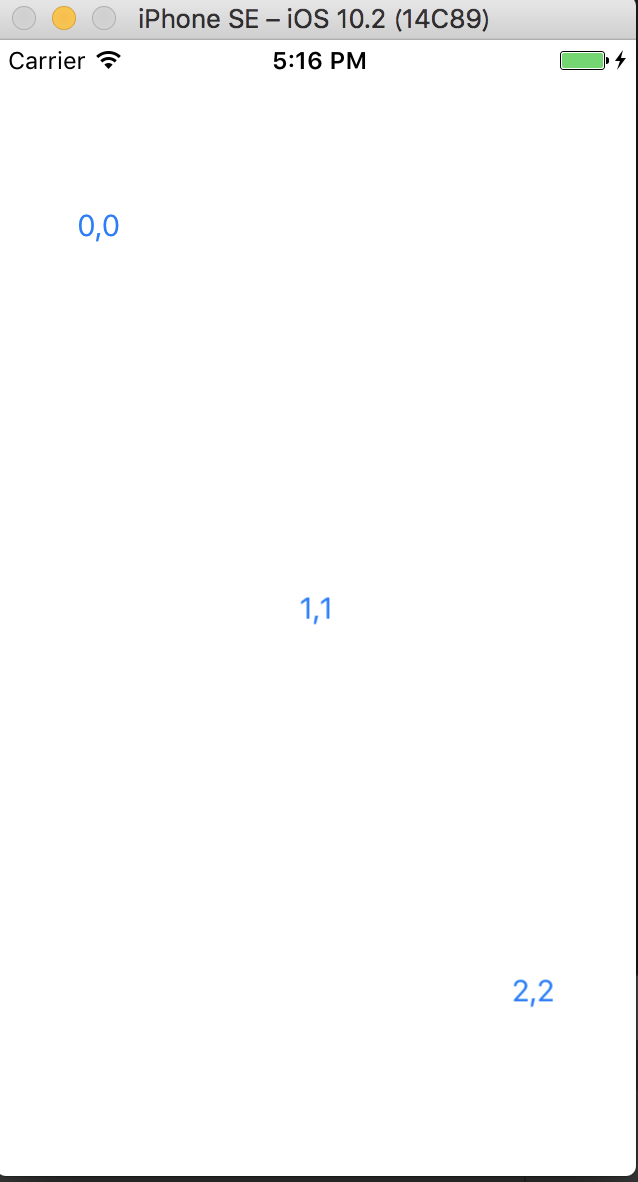 iPhone SE – iOS 10.2 (14C89)
Carrier 5:16 PM
0,0
1,1
2,2